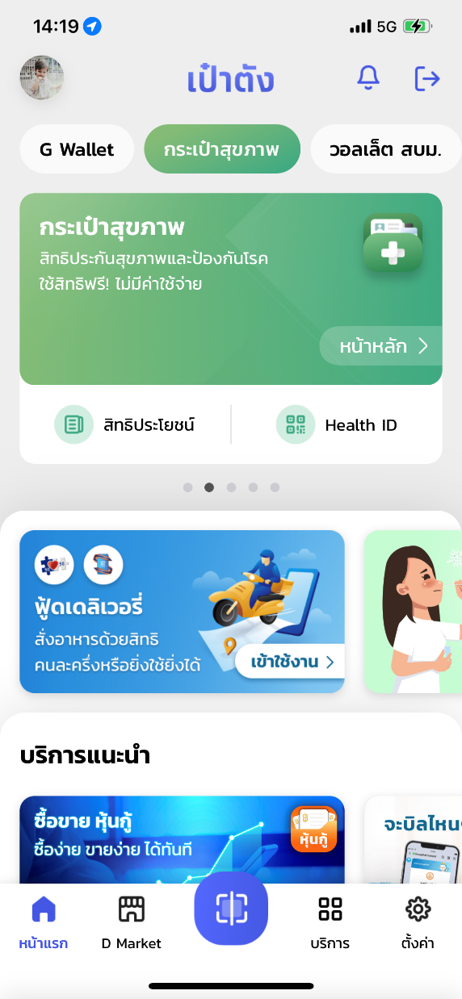 14:19
5G
เป๋าตัง
G Wallet
กระเป๋าสุขภาพ
วอลเล็ต สบม.
กระเป๋าสุขภาพ
สิทธิประกันสุขภาพและป้องกันโรค
ใช้สิทธิฟรี! ไม่มีค่าใช้จ่าย
หน้าหลัก
สิทธิประโยชน์
Health ID
ฟู้ดเดลิเวอรี่
สั่งอาหารด้วยสิทธิ
คนละครึ่งหรือยิ่งใช้ยิ่งได้
เข้าใช้งาน
บริการแนะนำ
ซื้อขาย หุ้นกู้
ซื้อง่าย ขายง่าย ได้ทันที
หุ้นกู้
จะบิลไหน
หน้าแรก
D Market
บริการ
ตั้งค่า